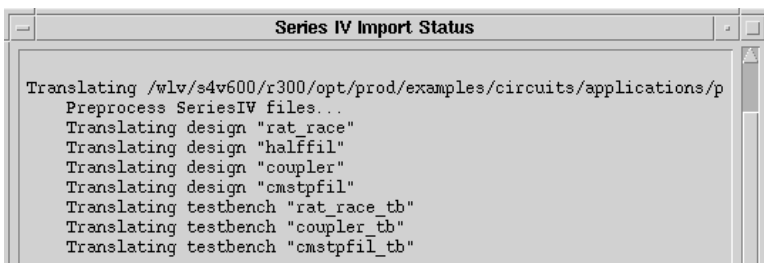 Series IV Import Status
Translating /wlv/s4v600/r300/opt/prod/examples/circuits/applications/p
Preprocess SeriesIV files...
Translating design "rat_race"
Translating design "halffil"
Translating design "coupler"
Translating design "cmstpfil"
Translating testbench "rat_race_tb"
Translating testbench "coupler_tb"
Translating testbench "cmstpfil_tb"